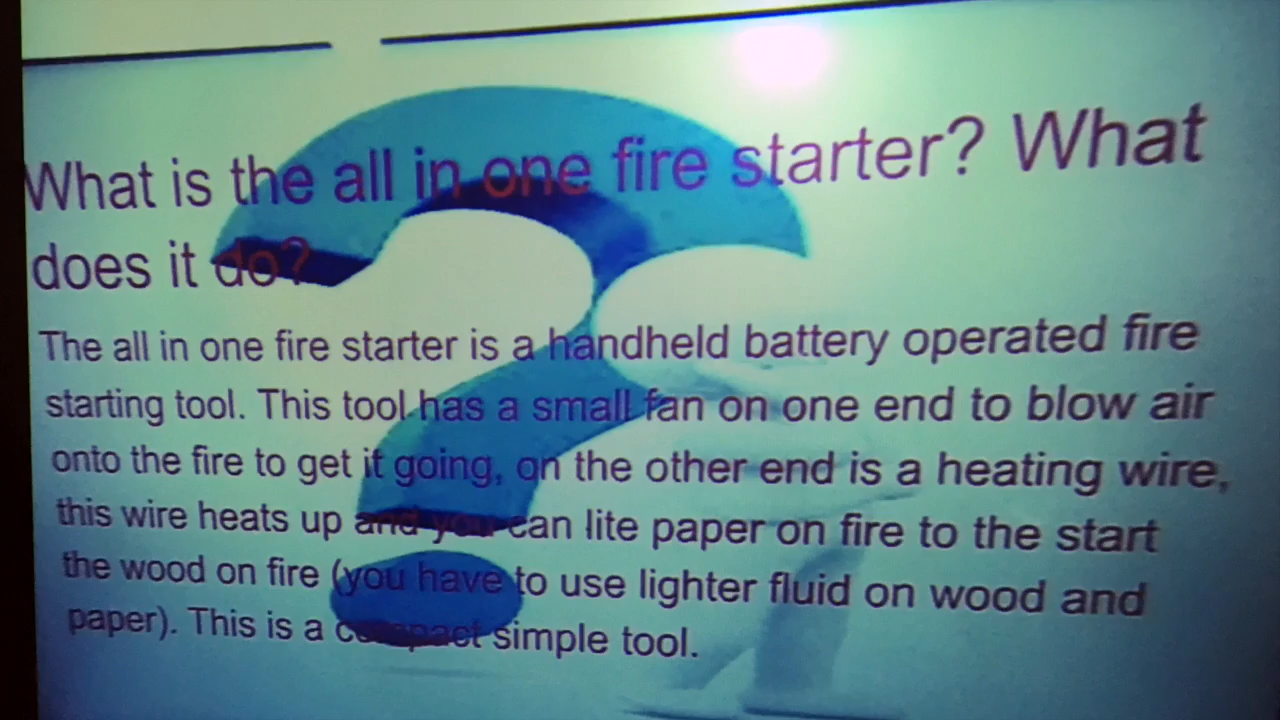 What is the all in one fire starter? What
does it do?
The all in one fire starter is a handheld battery operated fire
starting tool. This tool has a small fan on one end to blow air
onto the fire to get it going, on the other end is a heating wire,
this wire heats up and you can lite paper on fire to the start
the wood on fire (you have to use lighter fluid on wood and
paper). This is a compact simple tool.